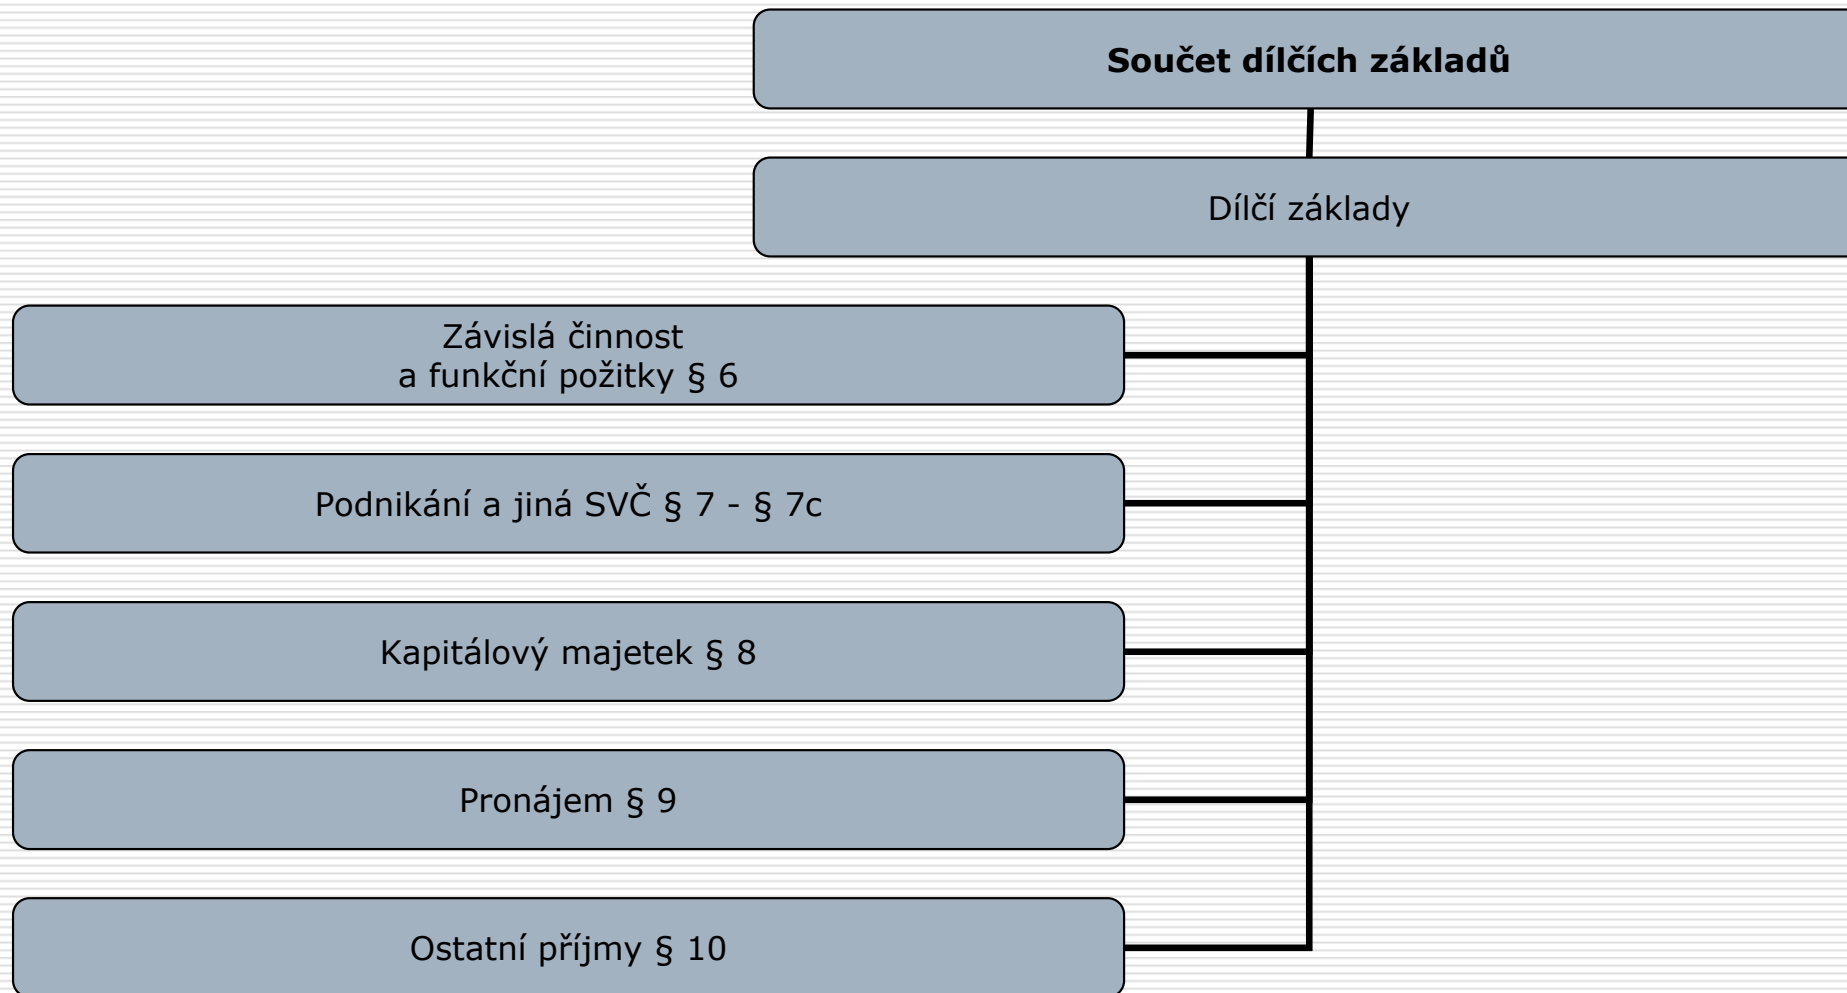 Součet dílčích základů
Dílčí základy
Závislá činnost
a funkční požitky § 6
Podnikání a jiná SVČ § 7 - § 7c
Kapitálový majetek § 8
Pronájem § 9
Ostatní příjmy § 10